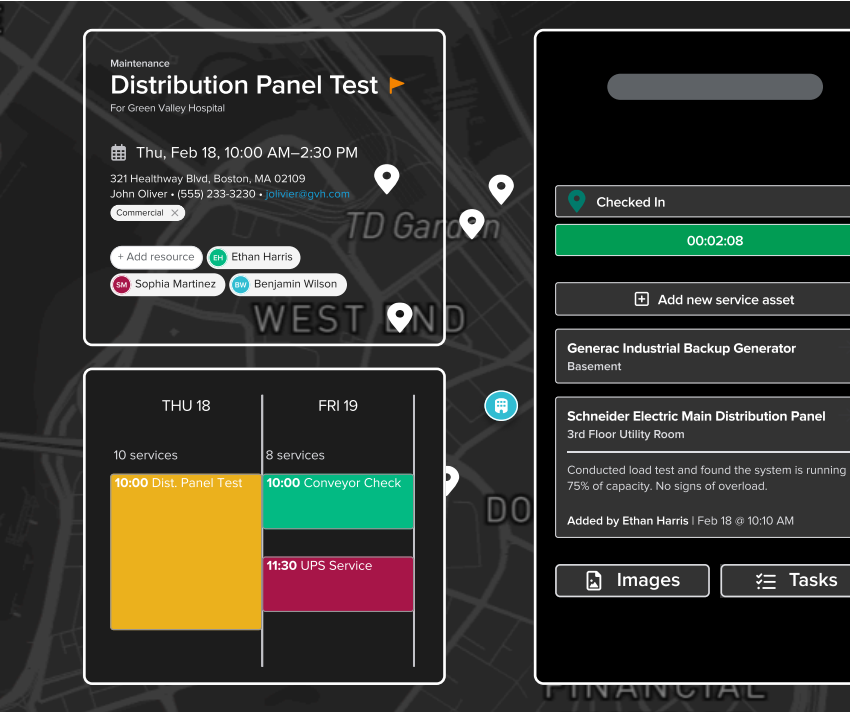 Maintenance
Distribution Panel Test
For Green Valley Hospital
Thu, Feb 18, 10:00 AM–2:30 PM
321 Healthway Blvd, Boston, MA 02109
John Oliver • (555) 233-3230 • jolivier@gvh.com
Commercial
+ Add resource
EH Ethan Harris
SM Sophia Martinez
BW Benjamin Wilson
TD Garden
WEST END
THU 18
FRI 19
10 services
8 services
10:00 Dist. Panel Test
10:00 Conveyor Check
11:30 UPS Service
DO
FINANCIAL
Checked In
00:02:08
Add new service asset
Generac Industrial Backup Generator
Basement
Schneider Electric Main Distribution Panel
3rd Floor Utility Room
Conducted load test and found the system is running
75% of capacity. No signs of overload.
Added by Ethan Harris | Feb 18 @ 10:10 AM
Images
Tasks